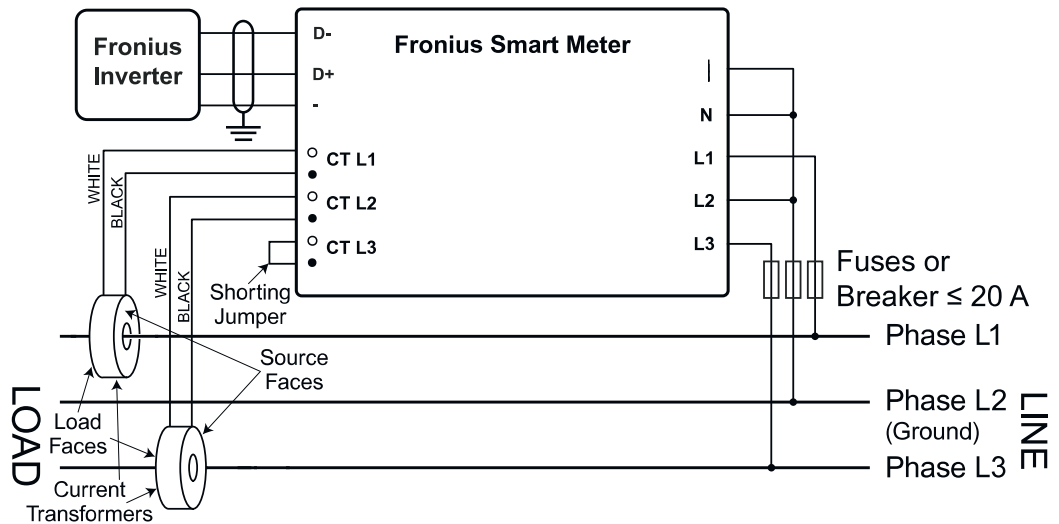 Fronius
Inverter
Fronius Smart Meter
D-
D+
-
CT L1
CT L2
CT L3
|
N
L1
L2
L3
WHITE
BLACK
WHITE
BLACK
Shorting
Jumper
Fuses or
Breaker ≤ 20 A
Phase L1
Source
Faces
LOAD
Load
Faces
Phase L2
(Ground)
LINE
Phase L3
Current
Transformers